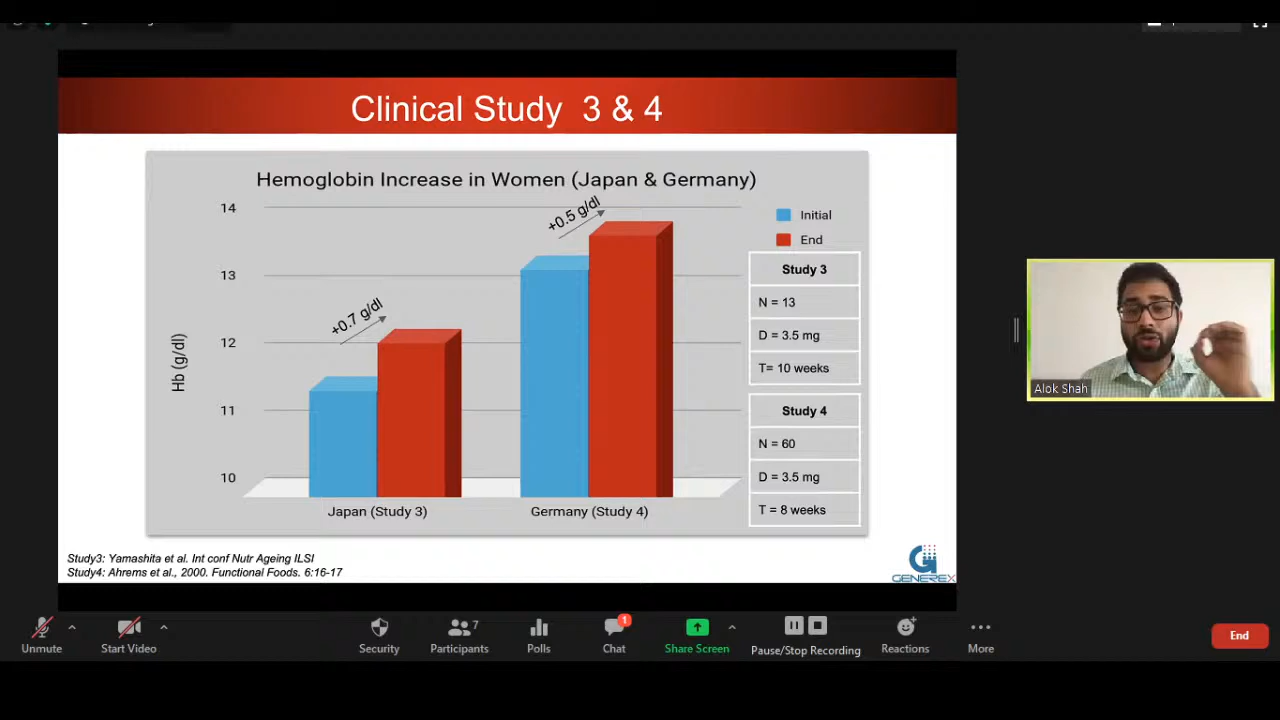 Clinical Study 3 & 4
Hemoglobin Increase in Women (Japan & Germany)
14
13
12
11
10
Hb (g/dl)
+0.7 g/dl
+0.5 g/dl
Japan (Study 3)
Germany (Study 4)
Initial
End
Study 3
N = 13
D = 3.5 mg
T= 10 weeks
Study 4
N = 60
D = 3.5 mg
T = 8 weeks
Study3: Yamashita et al. Int conf Nutr Ageing ILSI
Study4: Ahrems et al., 2000. Functional Foods. 6:16-17
GENEREX
Alok Shah
Unmute
Start Video
Security
7
Participants
Polls
1
Chat
Share Screen
Pause/Stop Recording
Reactions
More
End